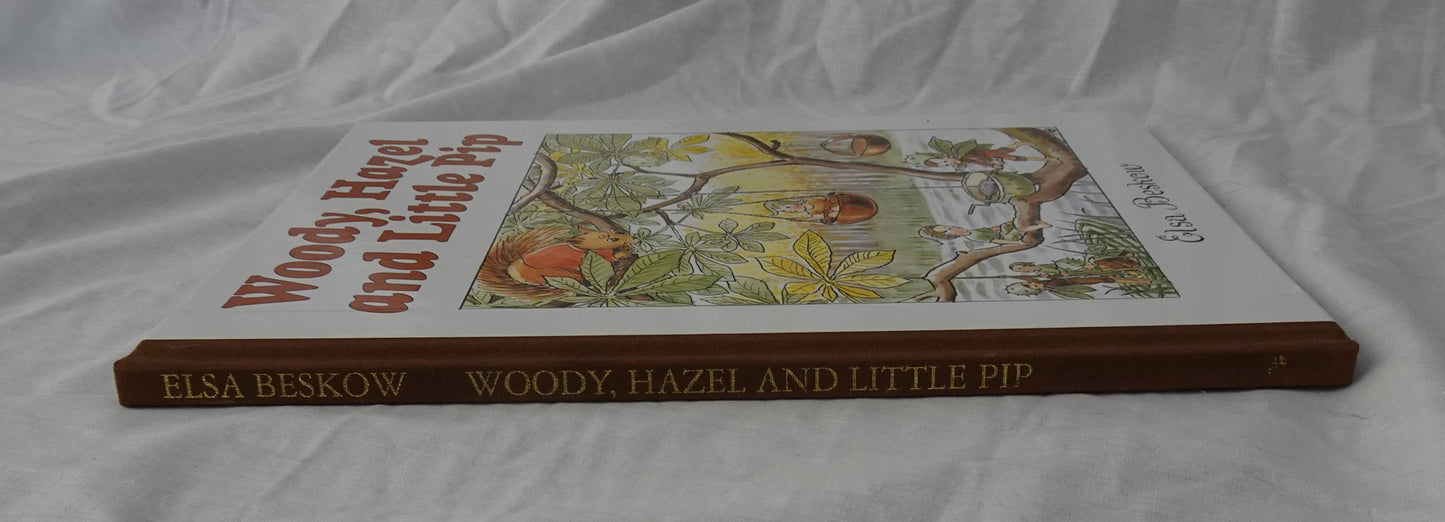 Woody, Hazel
and Little Pip
Elsa Beskow
ELSA BESKOW WOODY, HAZEL AND LITTLE PIP